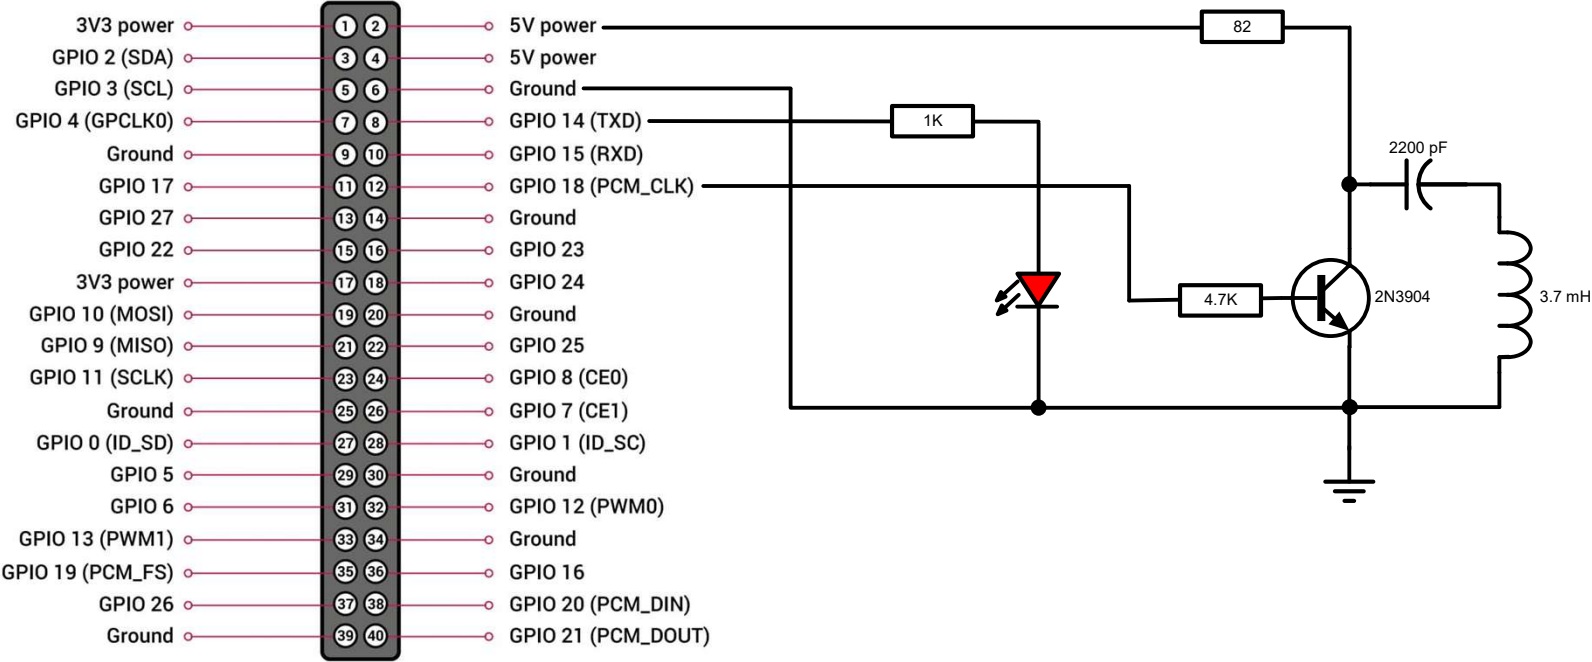 3V3 power 1 2 5V power 82
GPIO 2 (SDA) 3 4 5V power
GPIO 3 (SCL) 5 6 Ground
GPIO 4 (GPCLK0) 7 8 GPIO 14 (TXD) 1K
Ground 9 10 GPIO 15 (RXD) 2200 pF
GPIO 17 11 12 GPIO 18 (PCM_CLK)
GPIO 27 13 14 Ground
GPIO 22 15 16 GPIO 23
3V3 power 17 18 GPIO 24
4.7K 2N3904 3.7 mH
GPIO 10 (MOSI) 19 20 Ground
GPIO 9 (MISO) 21 22 GPIO 25
GPIO 11 (SCLK) 23 24 GPIO 8 (CE0)
Ground 25 26 GPIO 7 (CE1)
GPIO 0 (ID_SD) 27 28 GPIO 1 (ID_SC)
GPIO 5 29 30 Ground
GPIO 6 31 32 GPIO 12 (PWM0)
GPIO 13 (PWM1) 33 34 Ground
GPIO 19 (PCM_FS) 35 36 GPIO 16
GPIO 26 37 38 GPIO 20 (PCM_DIN)
Ground 39 40 GPIO 21 (PCM_DOUT)